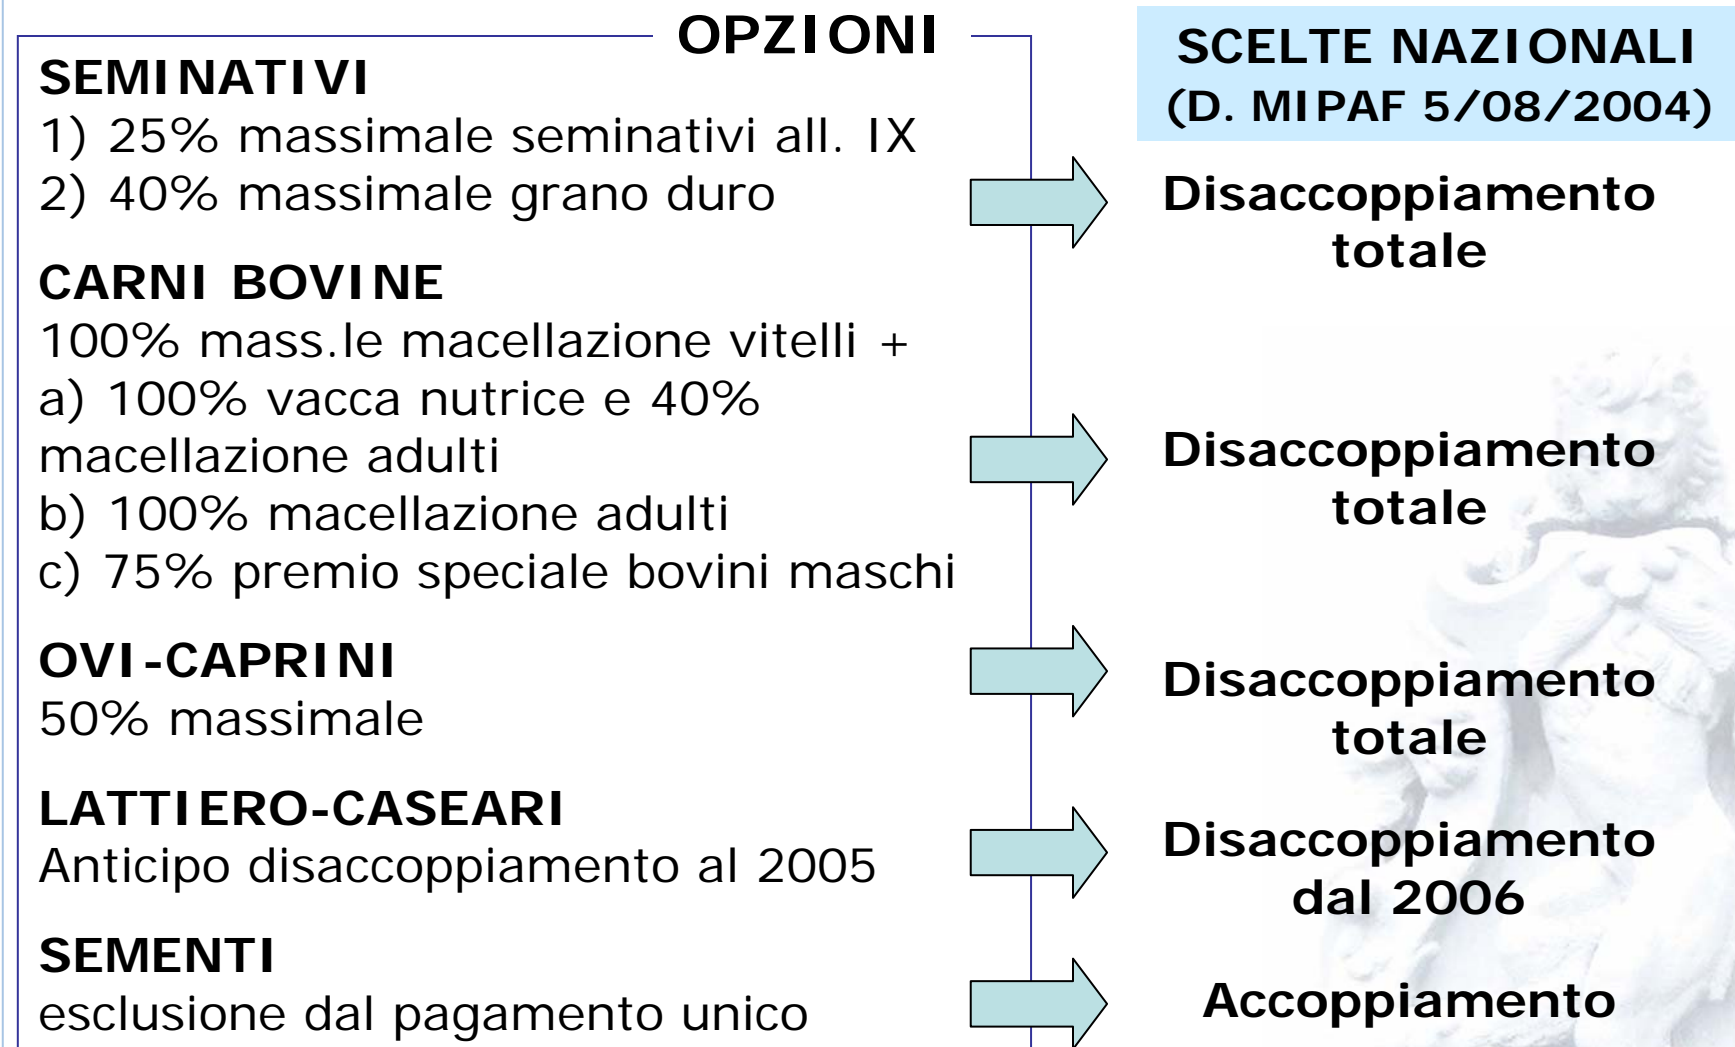 OPZIONI
SEMINATIVI
1) 25% massimale seminativi all. IX
2) 40% massimale grano duro
CARNI BOVINE
100% mass.le macellazione vitelli +
a) 100% vacca nutrice e 40%
macellazione adulti
b) 100% macellazione adulti
c) 75% premio speciale bovini maschi
OVI-CAPRINI
50% massimale
LATTIERO-CASEARI
Anticipo disaccoppiamento al 2005
SEMENTI
esclusione dal pagamento unico
SCELTE NAZIONALI
(D. MIPAF 5/08/2004)
Disaccoppiamento
totale
Disaccoppiamento
totale
Disaccoppiamento
totale
Disaccoppiamento
dal 2006
Accoppiamento